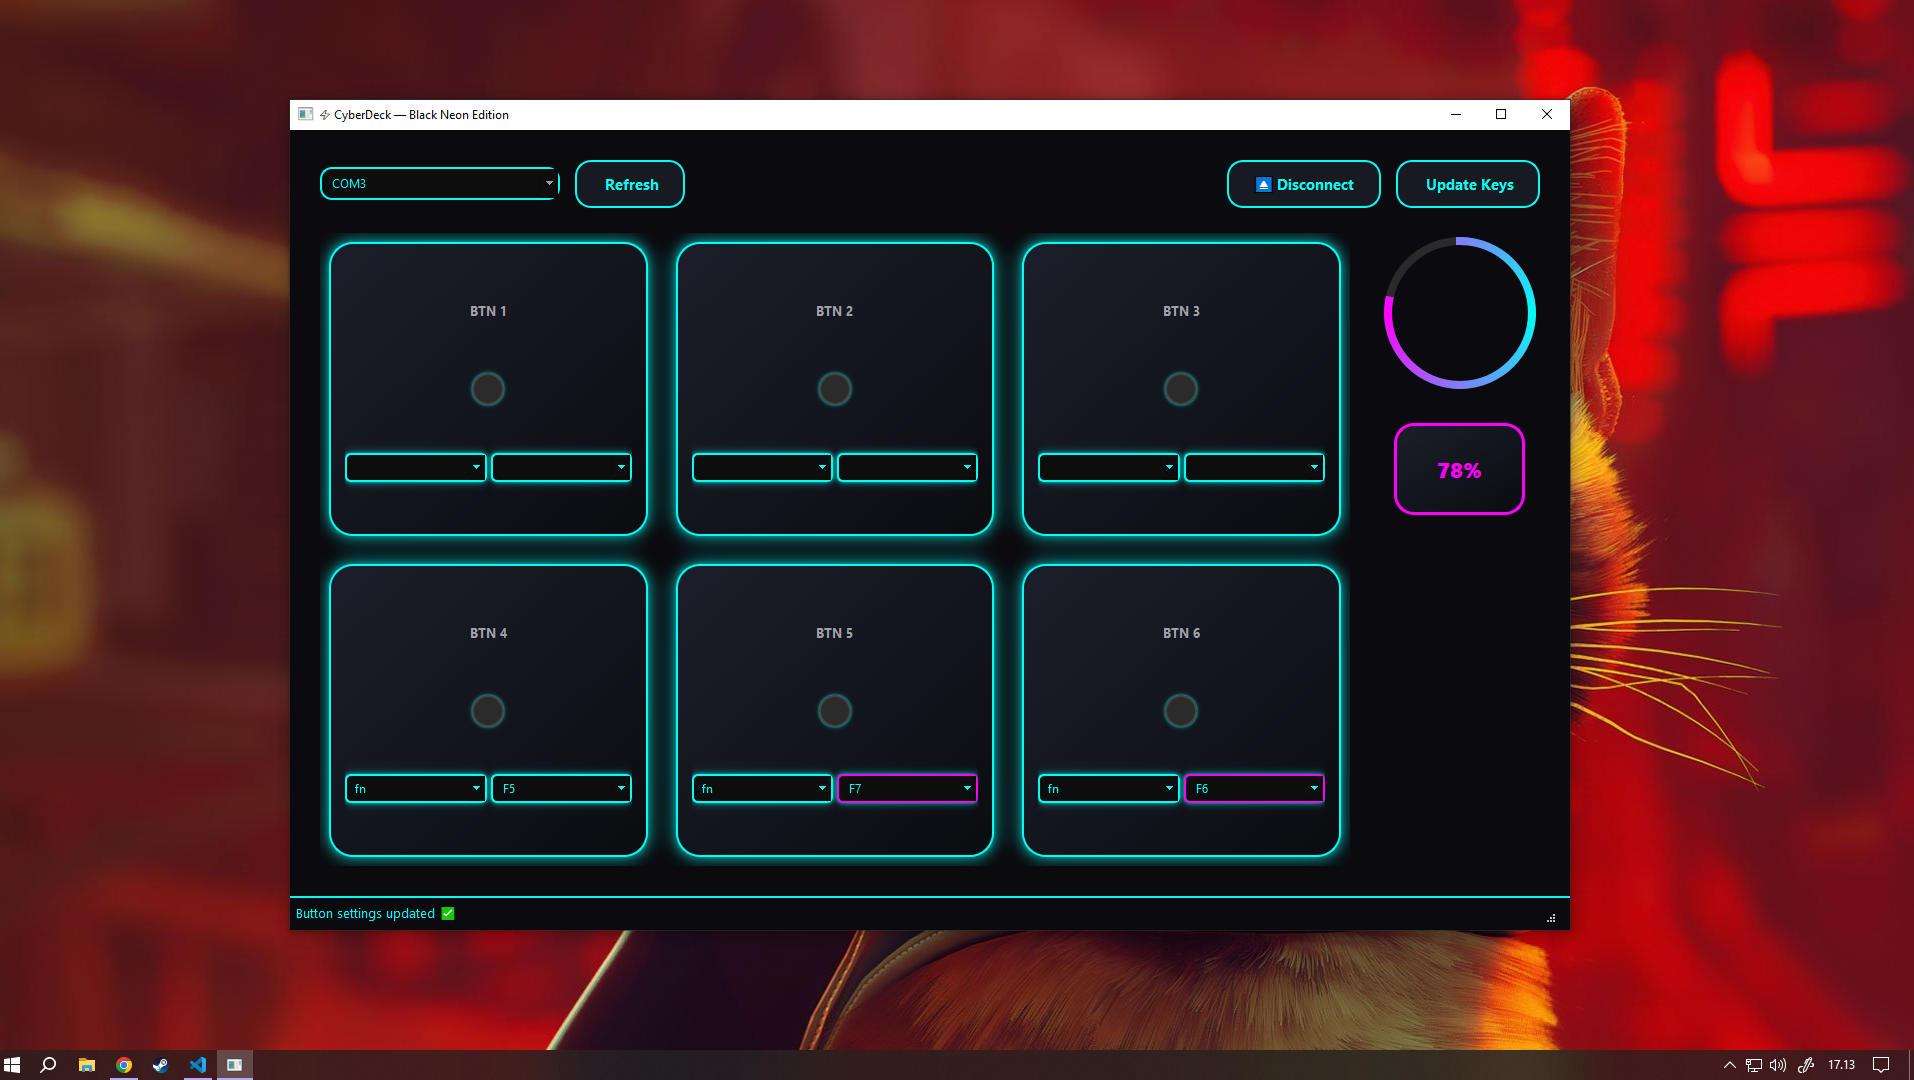 ⚡ CyberDeck — Black Neon Edition
COM3
Refresh
⏏ Disconnect
Update Keys
BTN 1
BTN 2
BTN 3
78%
BTN 4
BTN 5
BTN 6
fn
F5
fn
F7
fn
F6
Button settings updated ✅
17.13